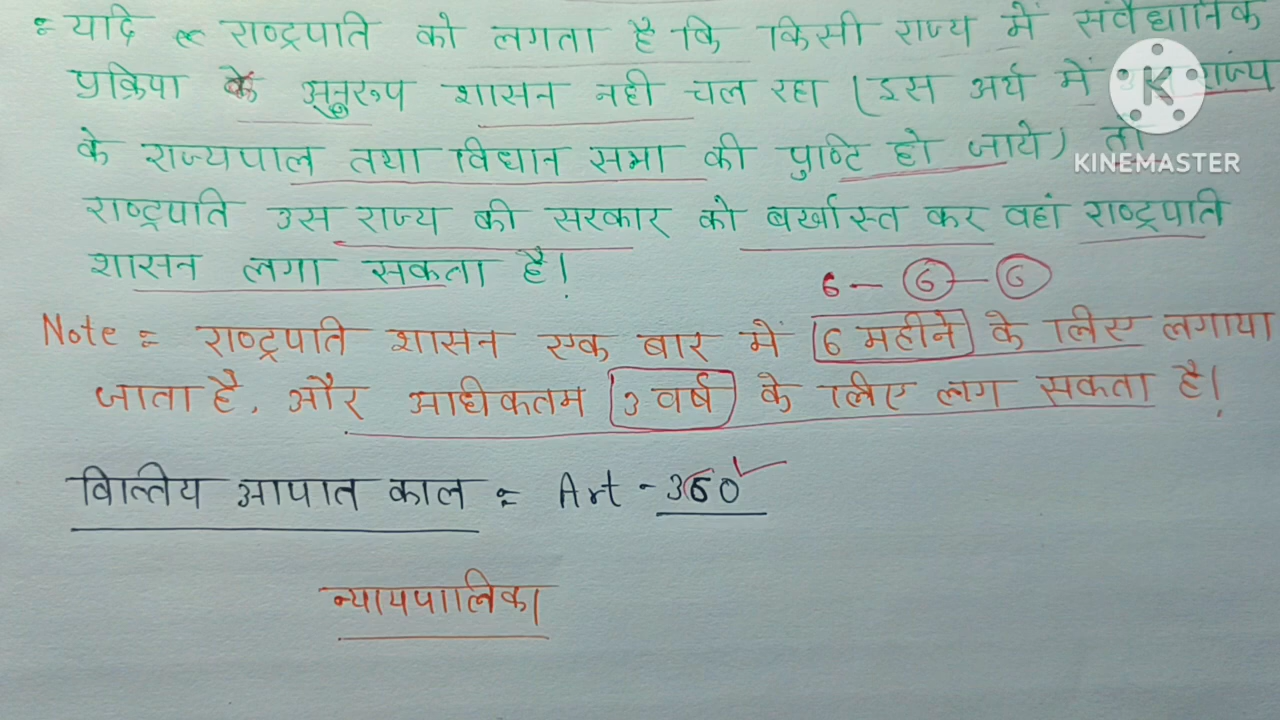 = यदि राष्ट्रपति को लगता है कि किसी राज्य में संवैधानिक
प्रक्रिया के अनुरुप शासन नही चल रहा (इस अर्थ में राज्य
के राज्यपाल तथा विधान सभा की पुष्टि हो जाये) तो
KINEMASTER
राष्ट्रपति उस राज्य की सरकार को बर्खास्त कर वहां राष्ट्रपति
शासन लगा सकता है।
6 - 6 - 6
Note = राष्ट्रपति शासन एक बार में 6 महीने के लिए लगाया
जाता है, और अधिकतम 3 वर्ष के लिए लग सकता है।
वित्तिय आपात काल = Art - 360
न्यायपालिका